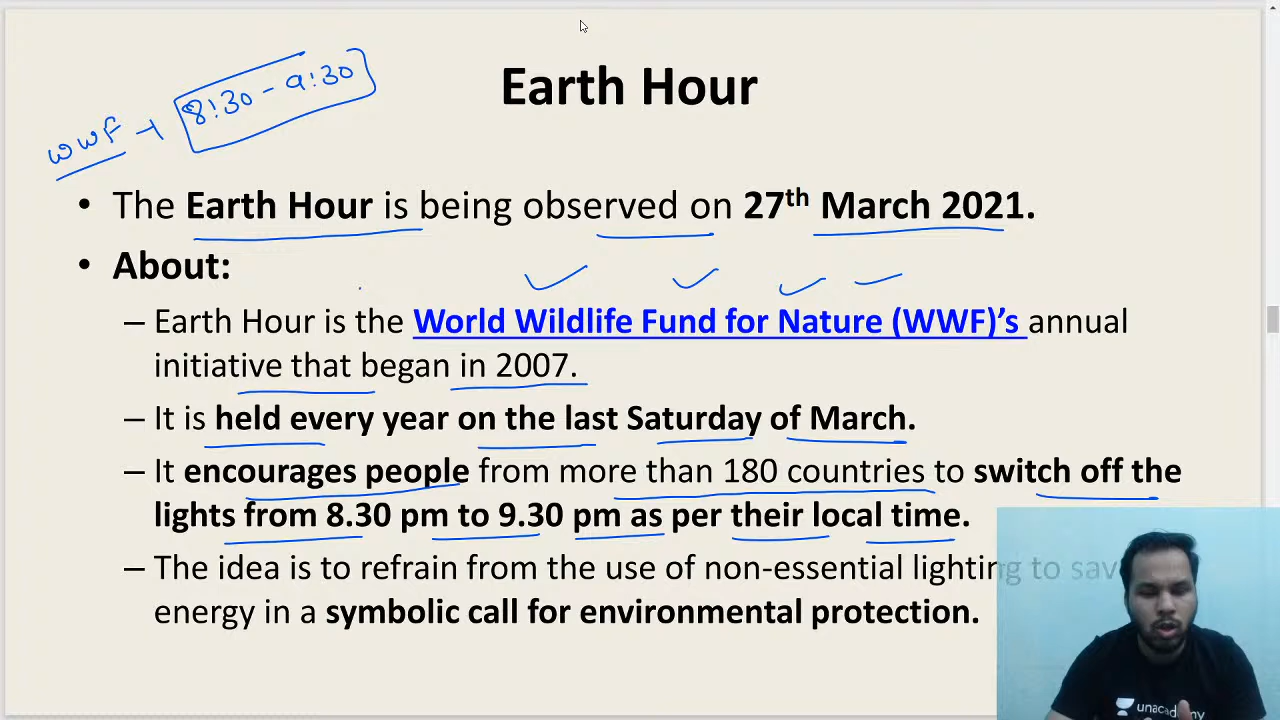 Earth Hour
WWF → 8:30 - 9:30
• The Earth Hour is being observed on 27th March 2021.
• About:
– Earth Hour is the World Wildlife Fund for Nature (WWF)’s annual
initiative that began in 2007.
– It is held every year on the last Saturday of March.
– It encourages people from more than 180 countries to switch off the
lights from 8.30 pm to 9.30 pm as per their local time.
– The idea is to refrain from the use of non-essential lighting to save
energy in a symbolic call for environmental protection.
unacademy